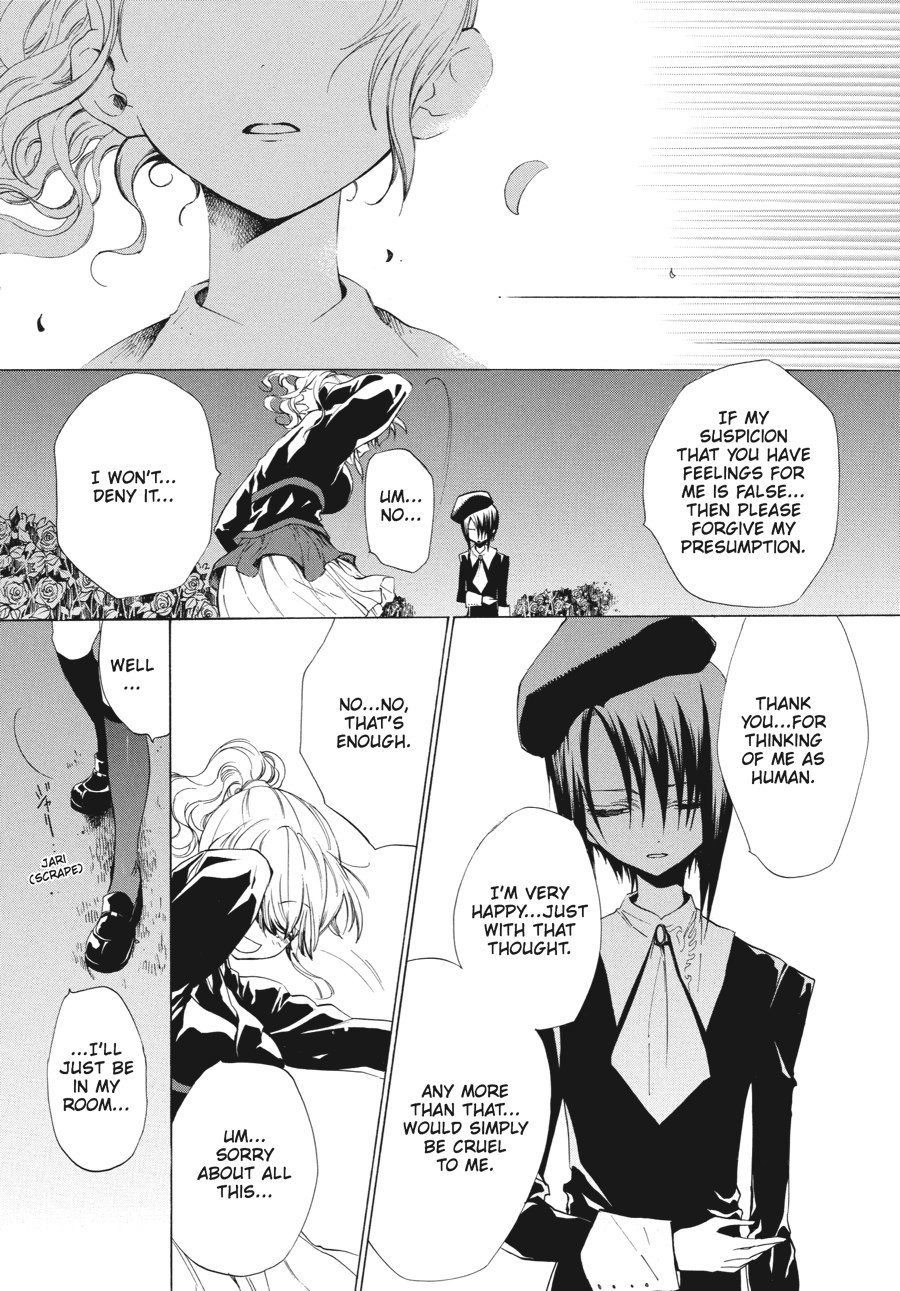 IF MY
SUSPICION
THAT YOU HAVE
FEELINGS FOR
ME IS FALSE...
THEN PLEASE
FORGIVE MY
PRESUMPTION.
UM...
NO...
I WON'T...
DENY IT...
THANK
YOU...FOR
THINKING
OF ME AS
HUMAN.
I'M VERY
HAPPY...JUST
WITH THAT
THOUGHT.
ANY MORE
THAN THAT...
WOULD SIMPLY
BE CRUEL
TO ME.
NO...NO,
THAT'S
ENOUGH.
UM...
SORRY
ABOUT ALL
THIS...
WELL
...
ジャリ…
JARI
(SCRAPE)
...I'LL
JUST BE
IN MY
ROOM...